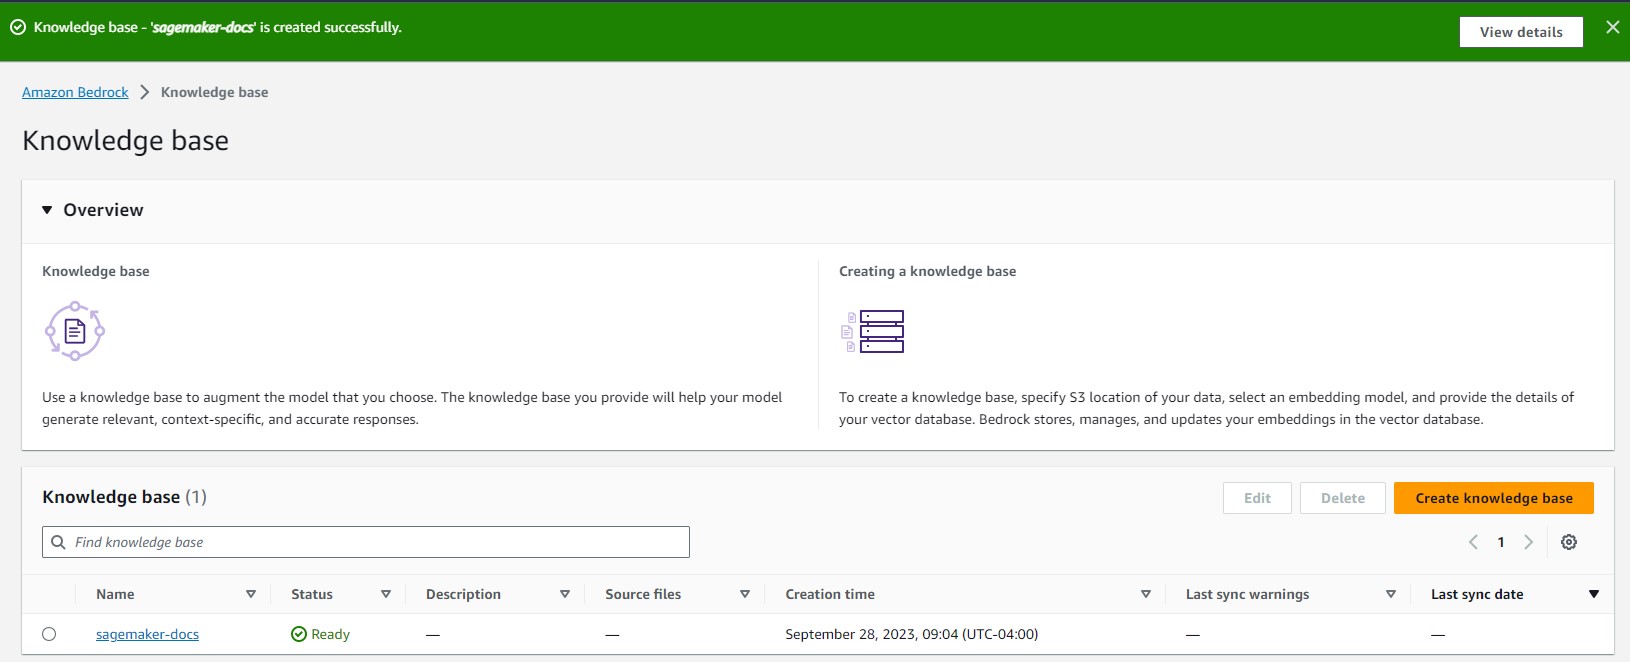 Knowledge base - 'sagemaker-docs' is created successfully.
View details
Amazon Bedrock
Knowledge base
Knowledge base
Overview
Knowledge base
Use a knowledge base to augment the model that you choose. The knowledge base you provide will help your model
generate relevant, context-specific, and accurate responses.
Creating a knowledge base
To create a knowledge base, specify S3 location of your data, select an embedding model, and provide the details of
your vector database. Bedrock stores, manages, and updates your embeddings in the vector database.
Knowledge base (1)
Edit
Delete
Create knowledge base
Find knowledge base
1
Name Status Description Source files Creation time Last sync warnings Last sync date
sagemaker-docs Ready — — September 28, 2023, 09:04 (UTC-04:00) — —